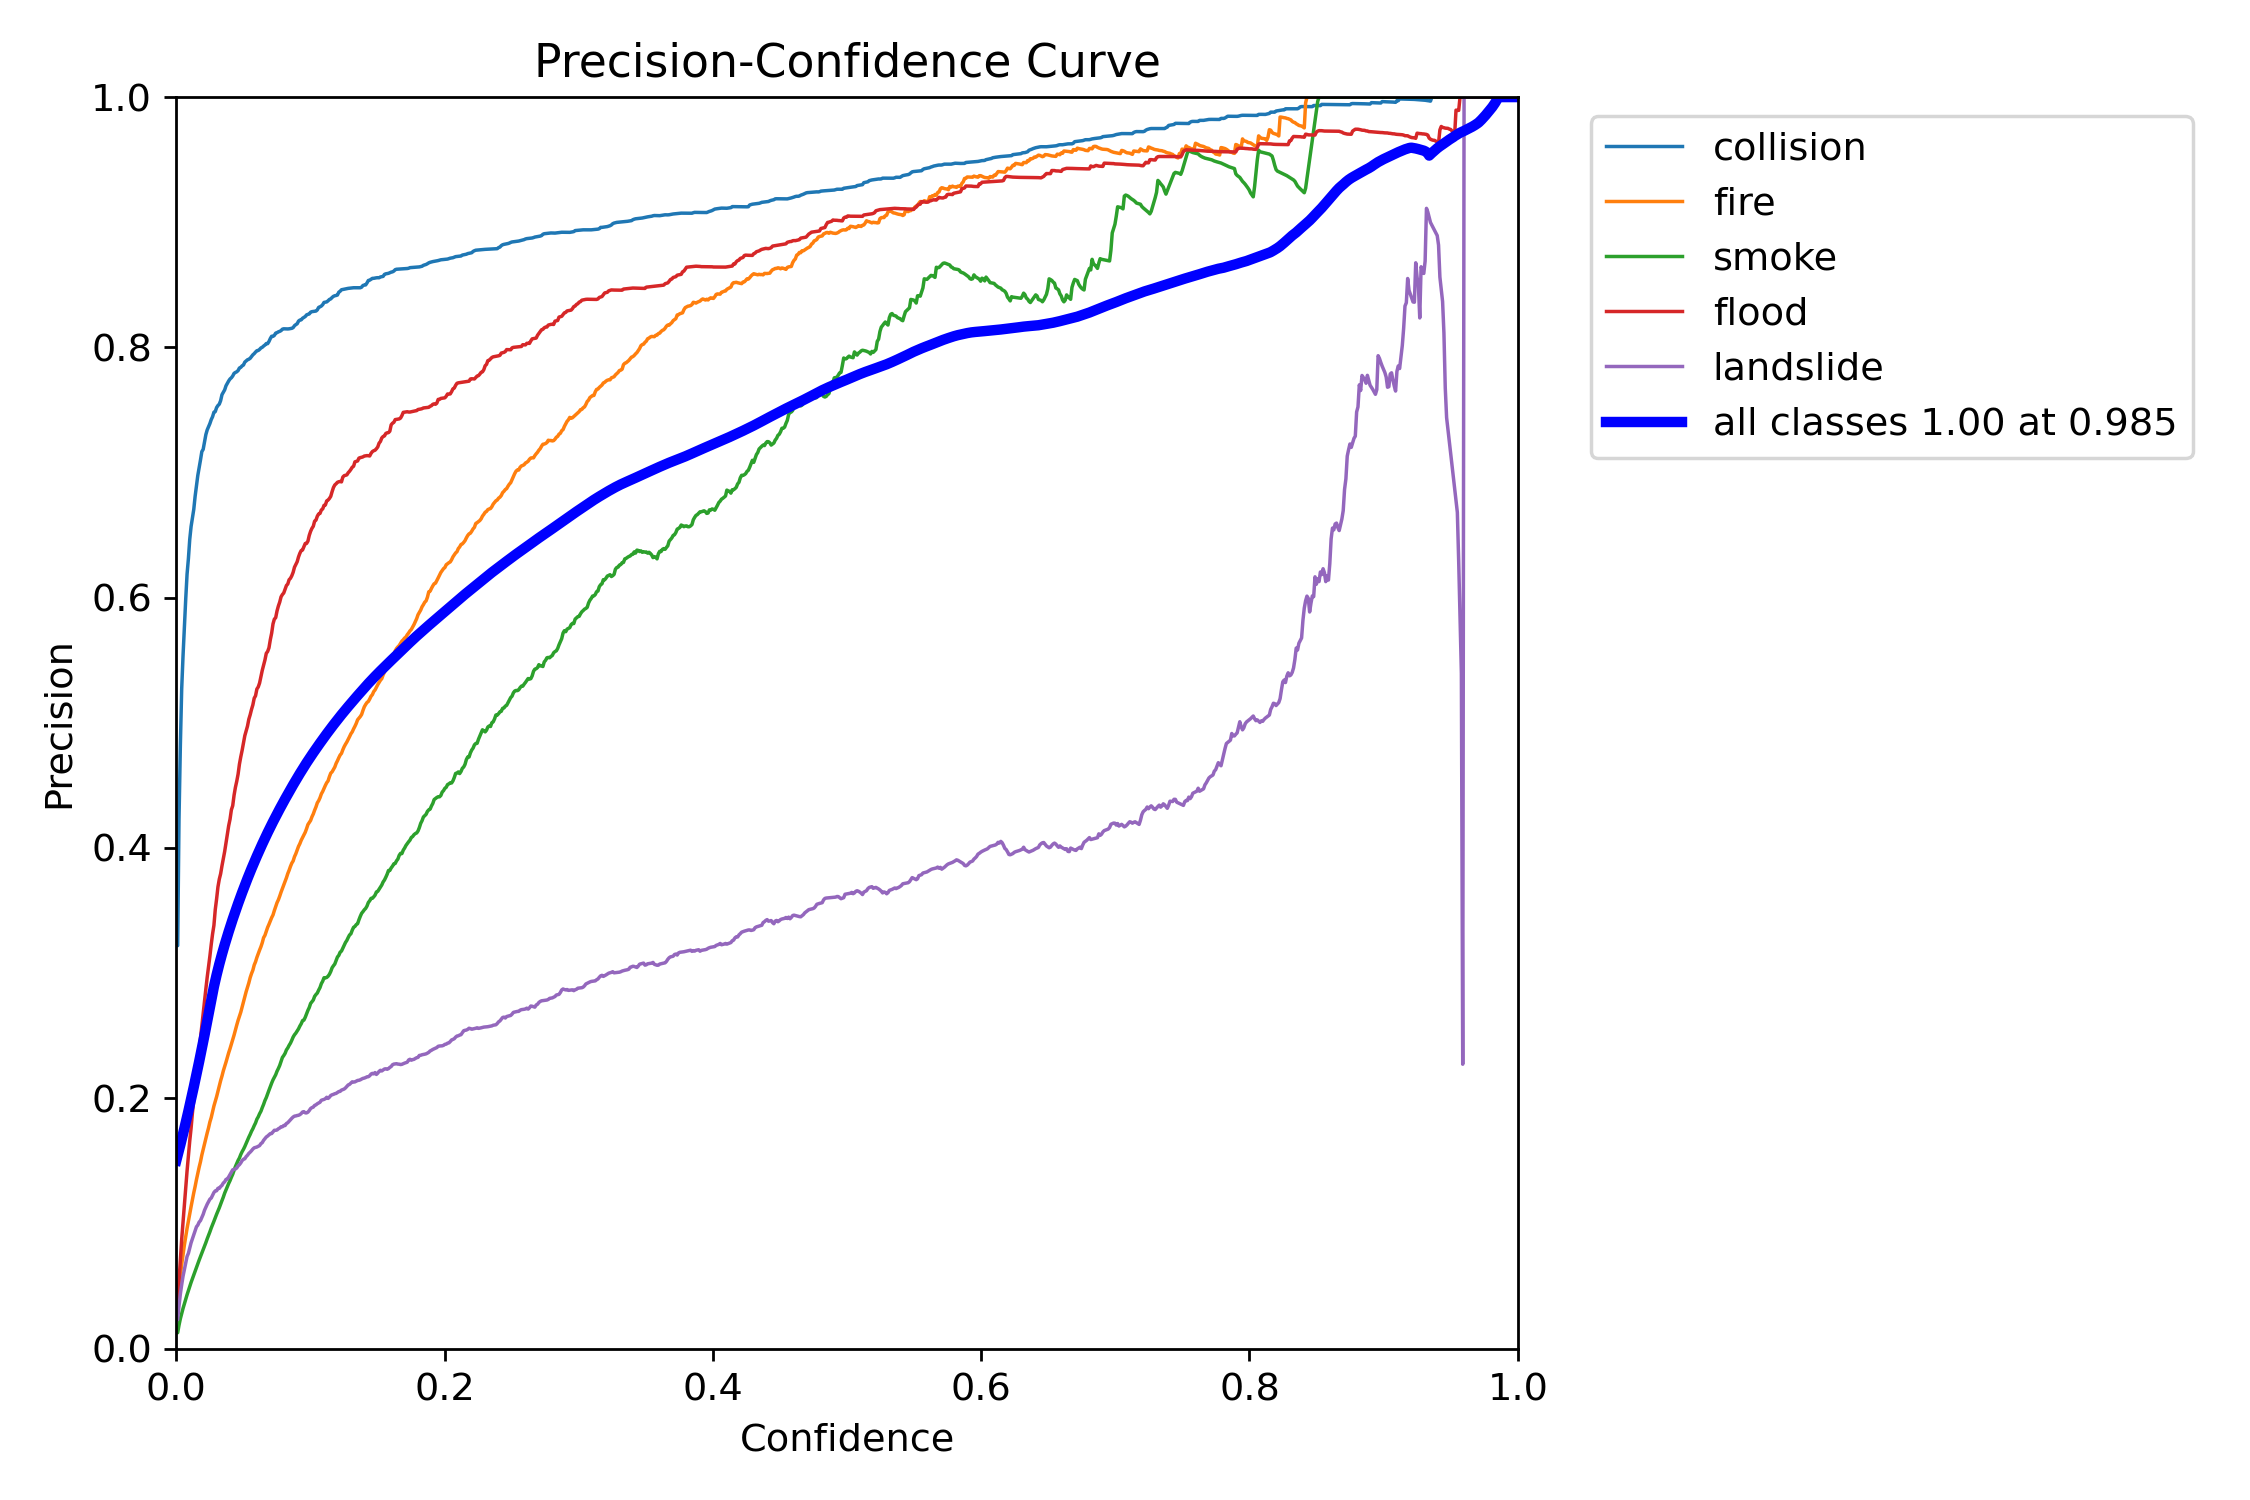 Precision-Confidence Curve
1.0
0.8
0.6
0.4
0.2
0.0
Precision
0.0 0.2 0.4 0.6 0.8 1.0
Confidence
collision
fire
smoke
flood
landslide
all classes 1.00 at 0.985